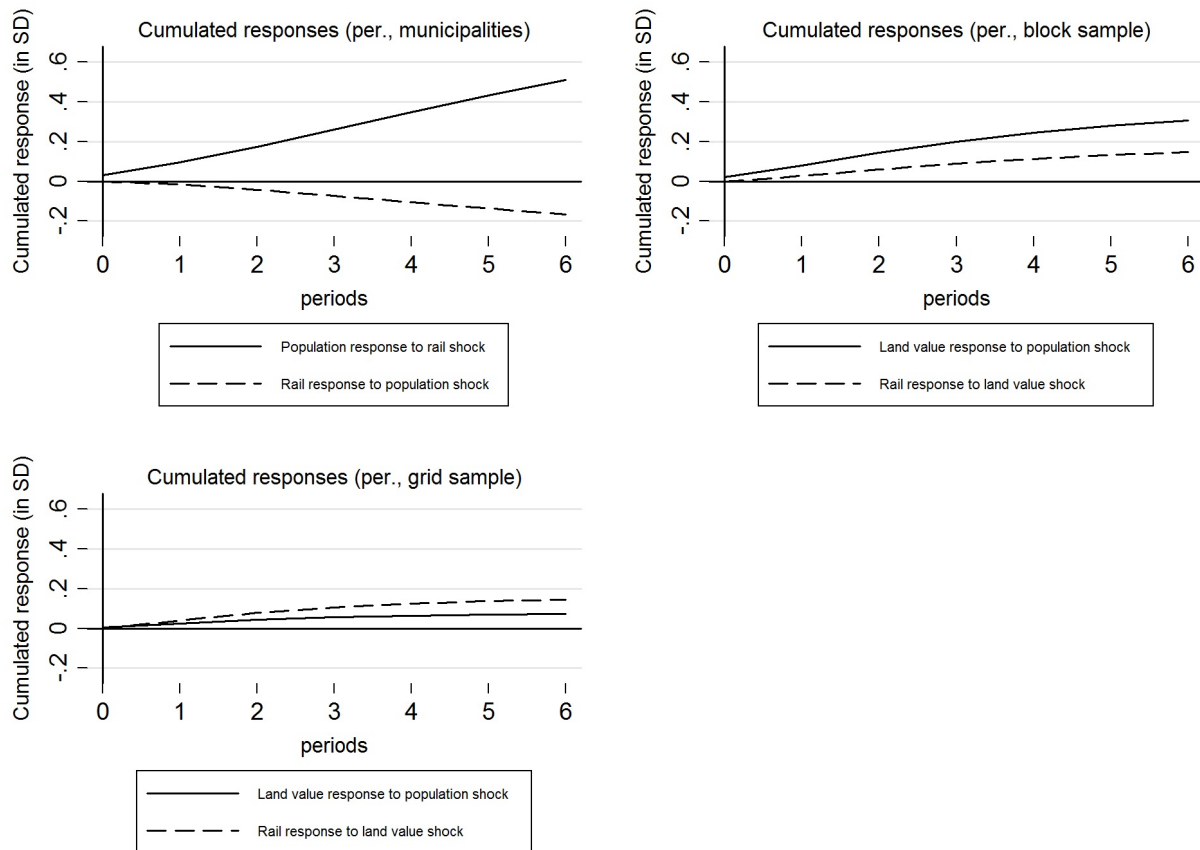 Cumulated responses (per., municipalities)
Cumulated response (in SD)
.6
.4
.2
0
-.2
0 1 2 3 4 5 6
periods
Population response to rail shock
Rail response to population shock
Cumulated responses (per., block sample)
Cumulated response (in SD)
.6
.4
.2
0
-.2
0 1 2 3 4 5 6
periods
Land value response to population shock
Rail response to land value shock
Cumulated responses (per., grid sample)
Cumulated response (in SD)
.6
.4
.2
0
-.2
0 1 2 3 4 5 6
periods
Land value response to population shock
Rail response to land value shock